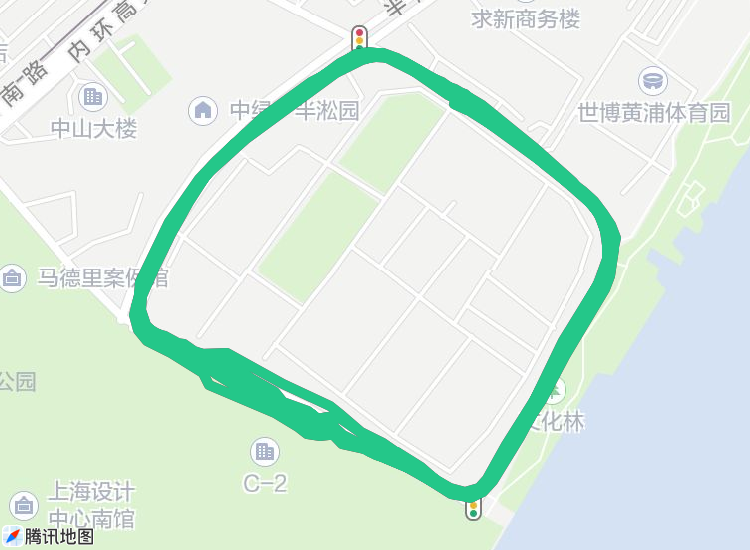 求新商务楼
内环高
南路
半
中山大楼
中绿 半淞园
世博黄浦体育园
马德里案例馆
公园
文化林
C-2
上海设计
中心南馆
腾讯地图